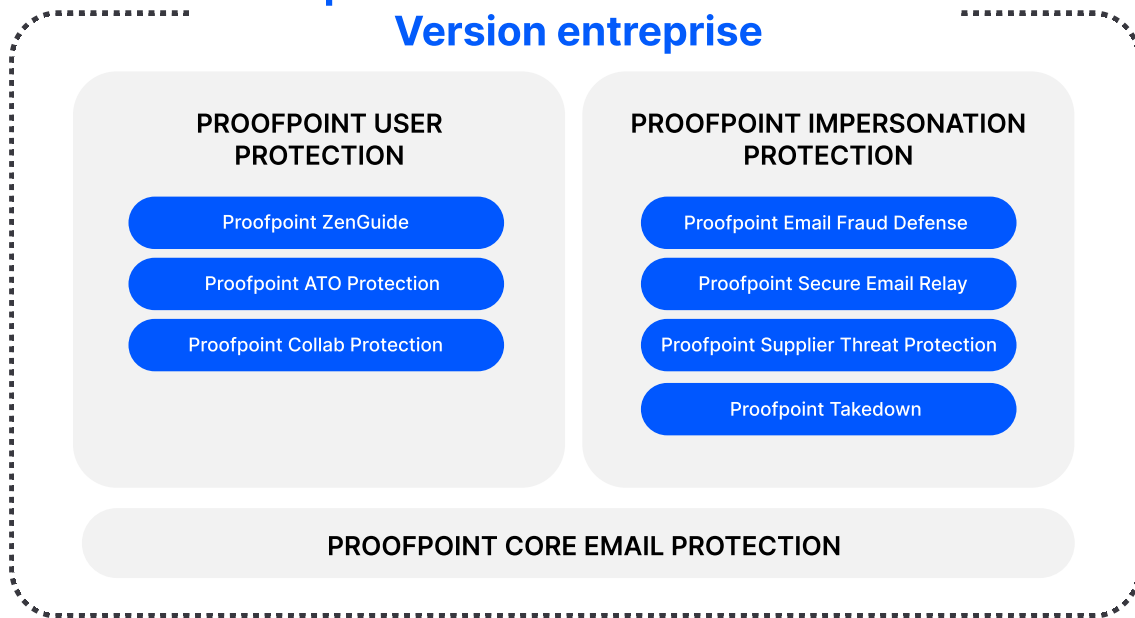 Version entreprise
PROOFPOINT USER
PROTECTION
Proofpoint ZenGuide
Proofpoint ATO Protection
Proofpoint Collab Protection
PROOFPOINT IMPERSONATION
PROTECTION
Proofpoint Email Fraud Defense
Proofpoint Secure Email Relay
Proofpoint Supplier Threat Protection
Proofpoint Takedown
PROOFPOINT CORE EMAIL PROTECTION